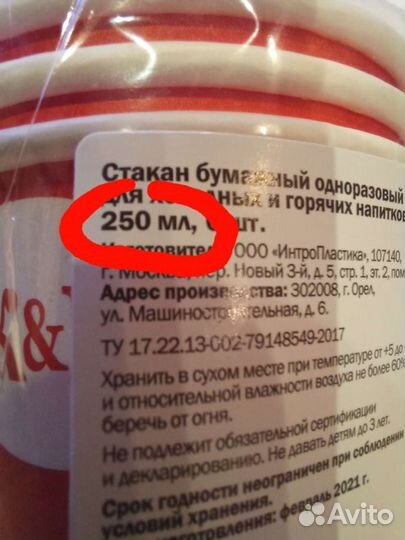 Стакан бумажный одноразовый
для холодных и горячих напитков
250 мл, шт.
Изготовитель: ООО «ИнтроПластика», 107140,
г. Москва, пер. Новый 3-й, д. 5, стр. 1, эт. 2, пом
Адрес производства: 302008, г. Орел,
ул. Машиностроительная, д. 6.
ТУ 17.22.13-002-79148549-2017
Хранить в сухом месте при температуре от +5 до
и относительной влажности воздуха не более 60%
беречь от огня.
Не подлежит обязательной сертификации
и декларированию. Не давать детям до 3 лет.
Срок годности неограничен при соблюдении
условий хранения.
изготовления: февраль 2021 г.
A&
Avito